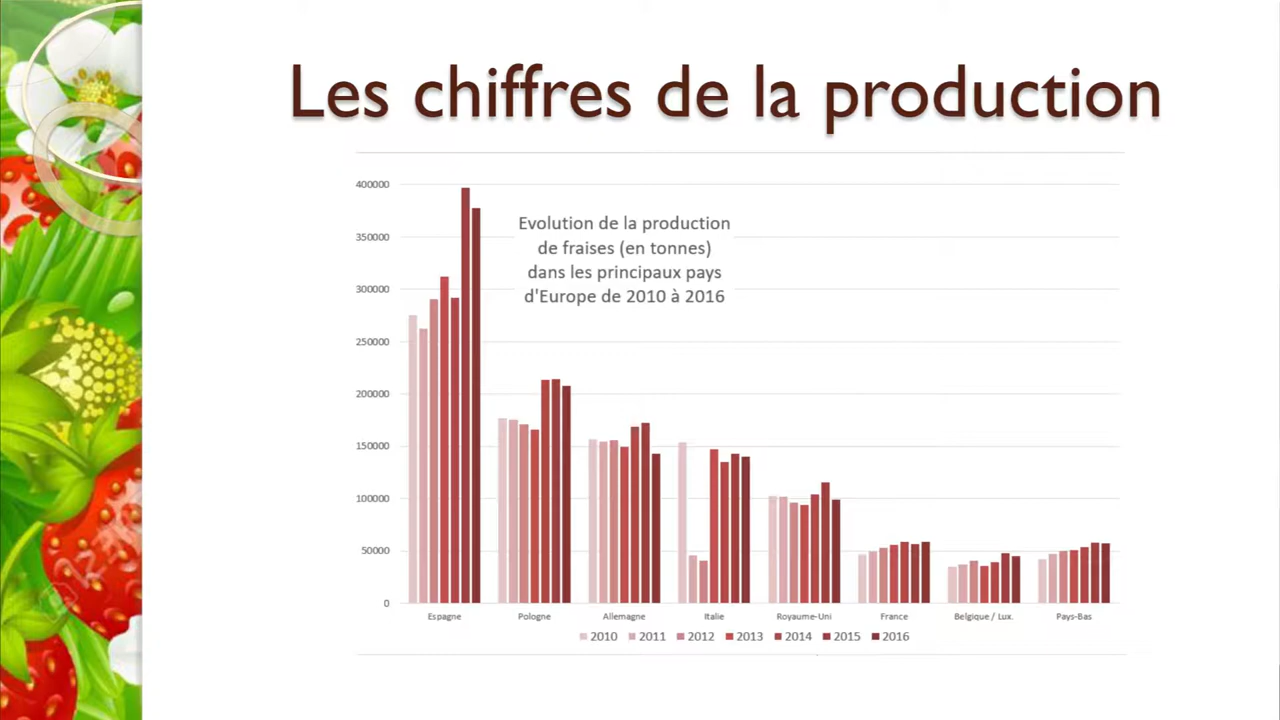 Les chiffres de la production
400000
350000
300000
250000
200000
150000
100000
50000
0
Evolution de la production
de fraises (en tonnes)
dans les principaux pays
d'Europe de 2010 à 2016
Espagne Pologne Allemagne Italie Royaume-Uni France Belgique / Lux. Pays-Bas
2010 2011 2012 2013 2014 2015 2016